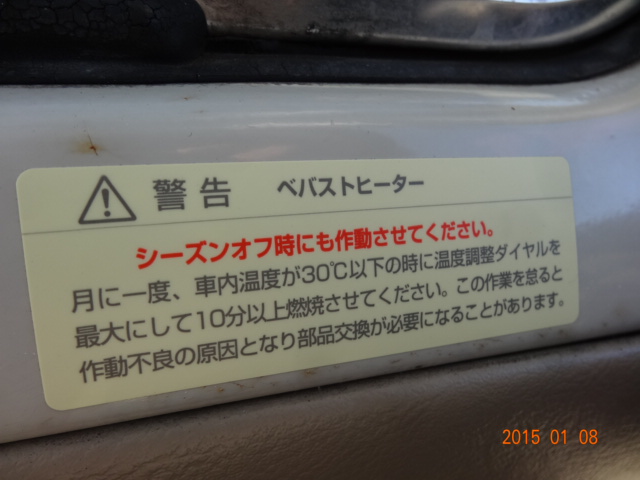 警告 ベバストヒーター
シーズンオフ時にも作動させてください。
月に一度、車内温度が30℃以下の時に温度調整ダイヤルを
最大にして10分以上燃焼させてください。この作業を怠ると
作動不良の原因となり部品交換が必要になることがあります。
2015 01 08